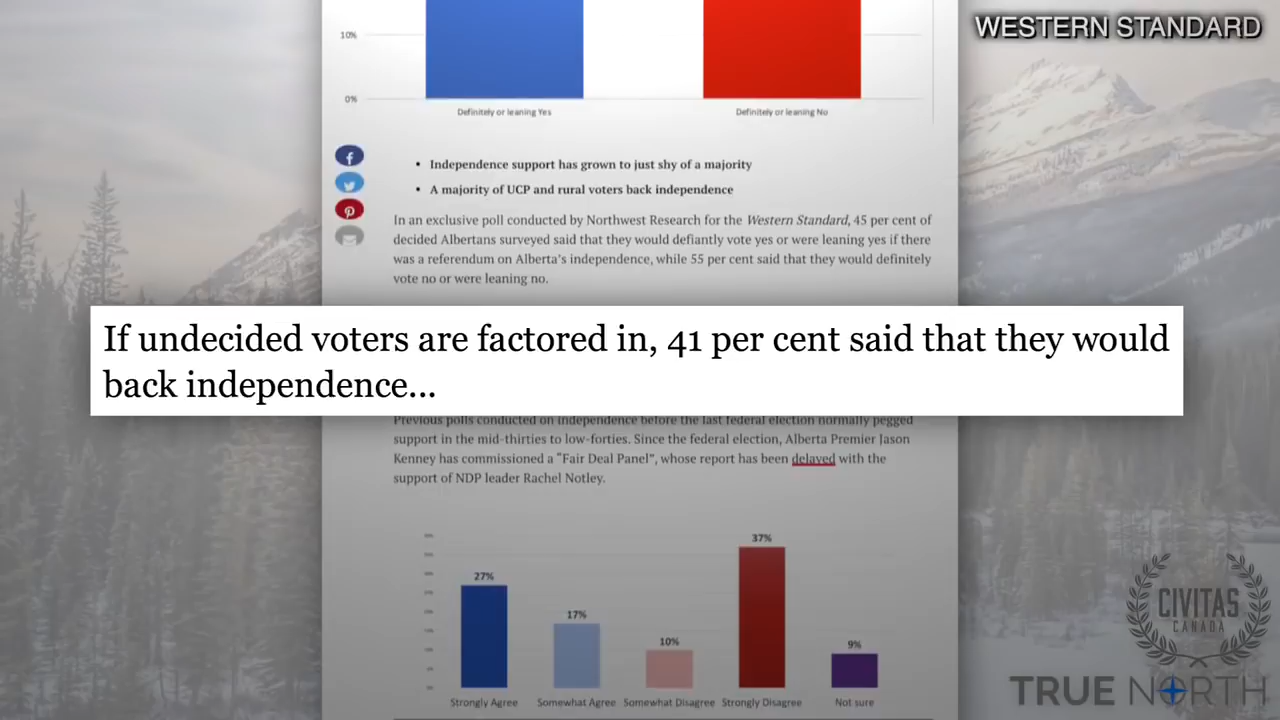 WESTERN STANDARD
10%
0%
Definitely or leaning Yes
Definitely or leaning No
• Independence support has grown to just shy of a majority
• A majority of UCP and rural voters back independence
In an exclusive poll conducted by Northwest Research for the Western Standard, 45 per cent of
decided Albertans surveyed said that they would defiantly vote yes or were leaning yes if there
was a referendum on Alberta's independence, while 55 per cent said that they would definitely
vote no or were leaning no.
If undecided voters are factored in, 41 per cent said that they would
back independence...
Previous polls conducted on independence before the last federal election normally pegged
support in the mid-thirties to low-forties. Since the federal election, Alberta Premier Jason
Kenney has commissioned a "Fair Deal Panel", whose report has been delayed with the
support of NDP leader Rachel Notley.
27%
17%
10%
37%
9%
Strongly Agree
Somewhat Agree
Somewhat Disagree
Strongly Disagree
Not sure
CIVITAS
CANADA
TRUE NORTH